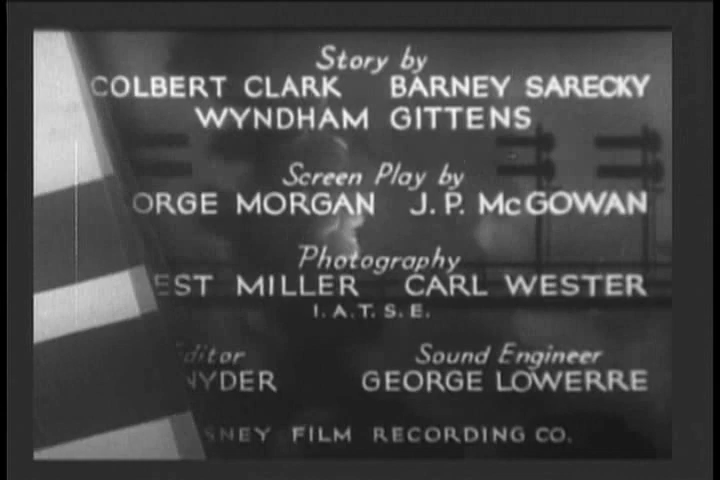 Story by
COLBERT CLARK BARNEY SARECKY
WYNDHAM GITTENS
Screen Play by
ORGE MORGAN J. P. McGOWAN
Photography
EST MILLER CARL WESTER
I. A. T. S. E.
ditor Sound Engineer
NYDER GEORGE LOWERRE
SNEY FILM RECORDING CO.